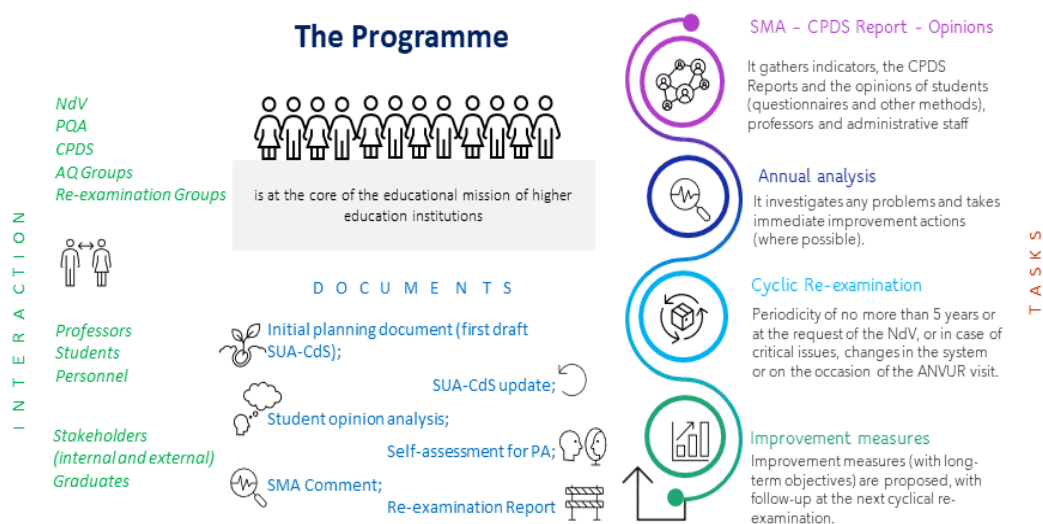 The Programme
NdV
PQA
CPDS
AQ Groups
Re-examination Groups
is at the core of the educational mission of higher
education institutions
INTERACTION
Professors
Students
Personnel
Stakeholders
(internal and external)
Graduates
DOCUMENTS
Initial planning document (first draft
SUA-CdS);
SUA-CdS update;
Student opinion analysis;
Self-assessment for PA;
SMA Comment;
Re-examination Report
SMA – CPDS Report - Opinions
It gathers indicators, the CPDS
Reports and the opinions of students
(questionnaires and other methods),
professors and administrative staff
Annual analysis
It investigates any problems and takes
immediate improvement actions
(where possible).
Cyclic Re-examination
Periodicity of no more than 5 years or
at the request of the NdV, or in case of
critical issues, changes in the system
or on the occasion of the ANVUR visit.
Improvement measures
Improvement measures (with long-
term objectives) are proposed, with
follow-up at the next cyclical re-
examination.
TASKS